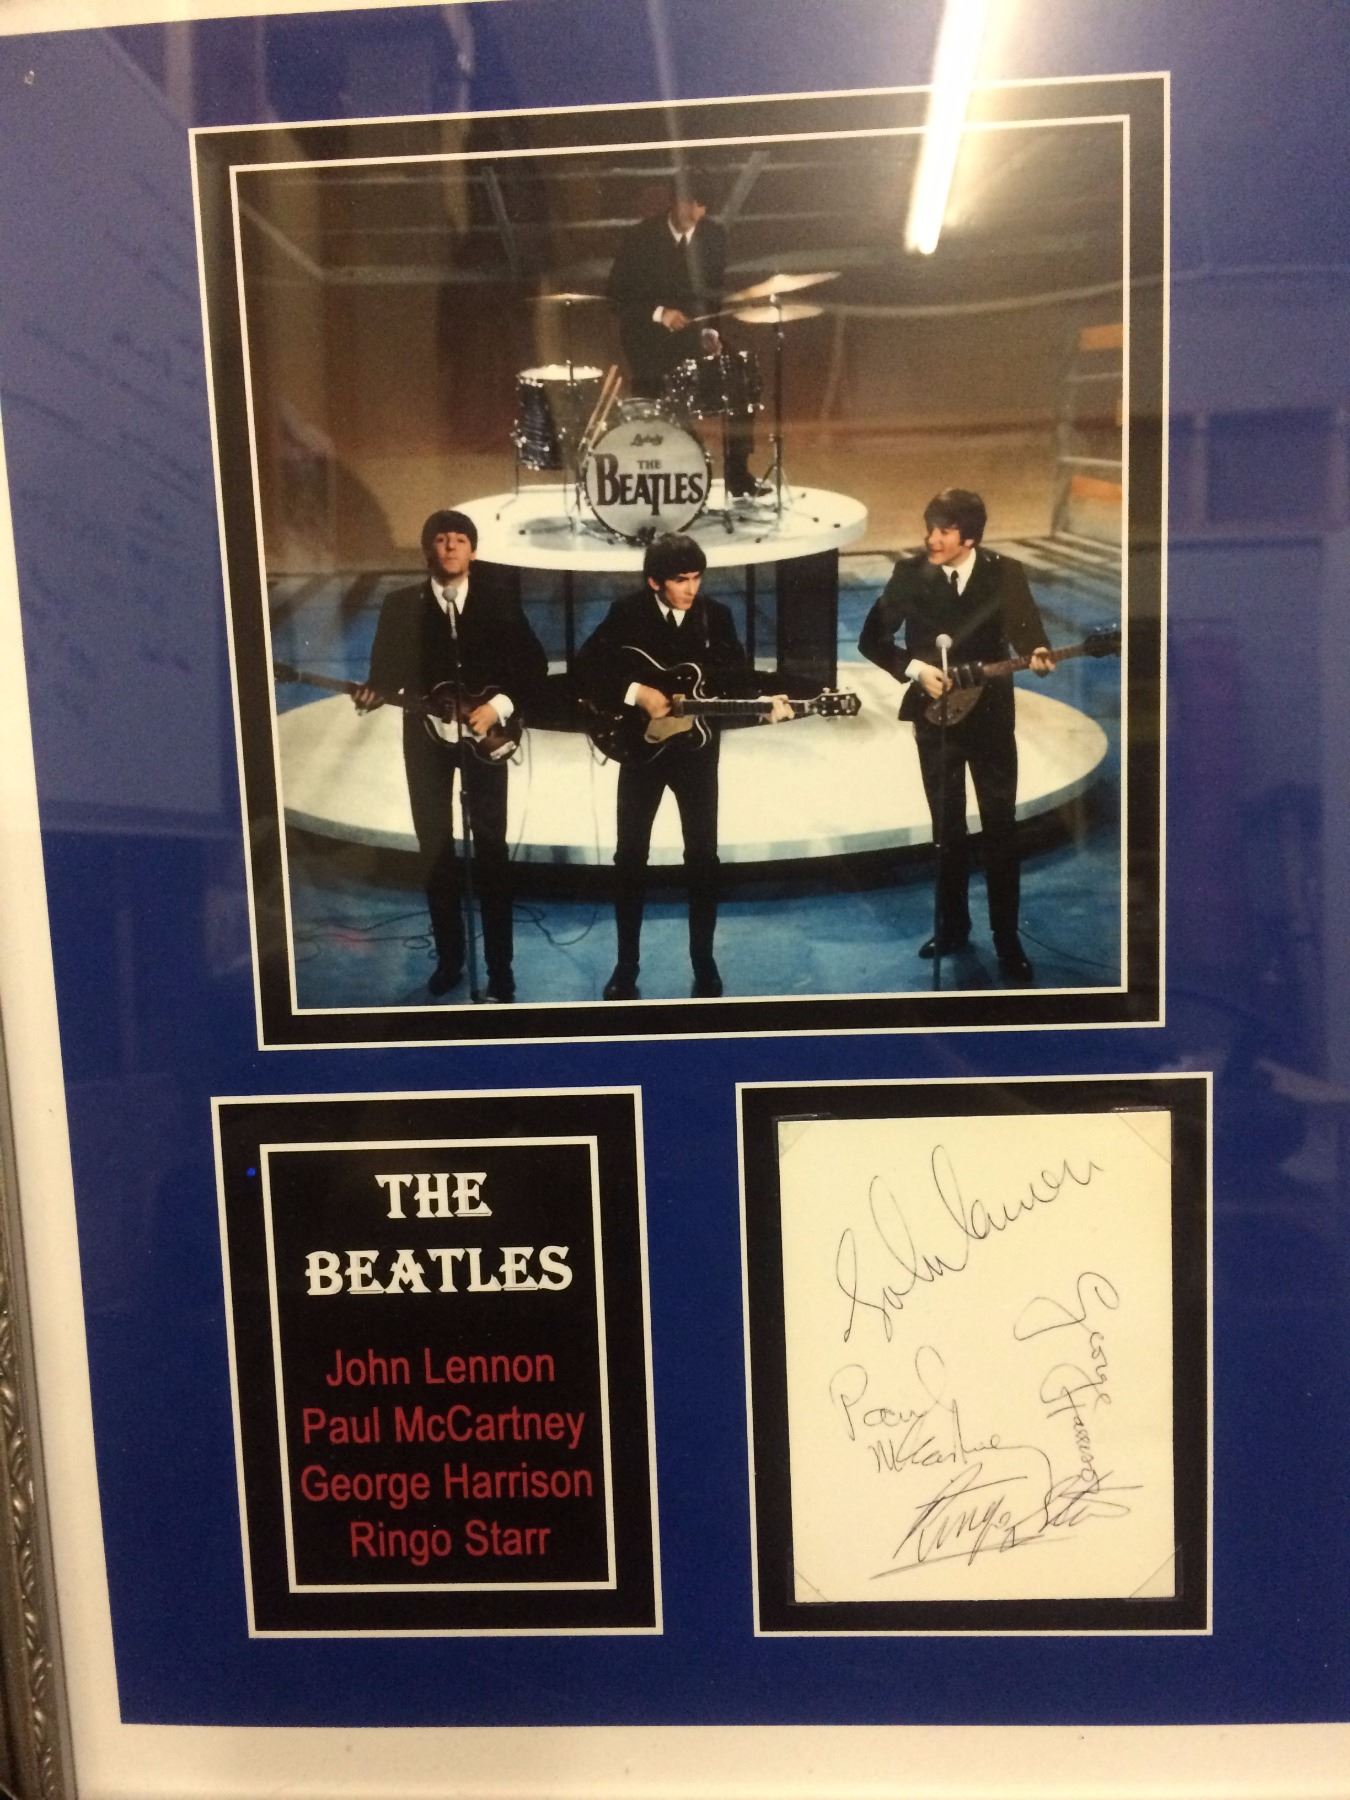 Ludwig
THE
BEATLES
THE
BEATLES
John Lennon
Paul McCartney
George Harrison
Ringo Starr
John Lennon
George Harrison
Paul
McCartney
Ringo Starr